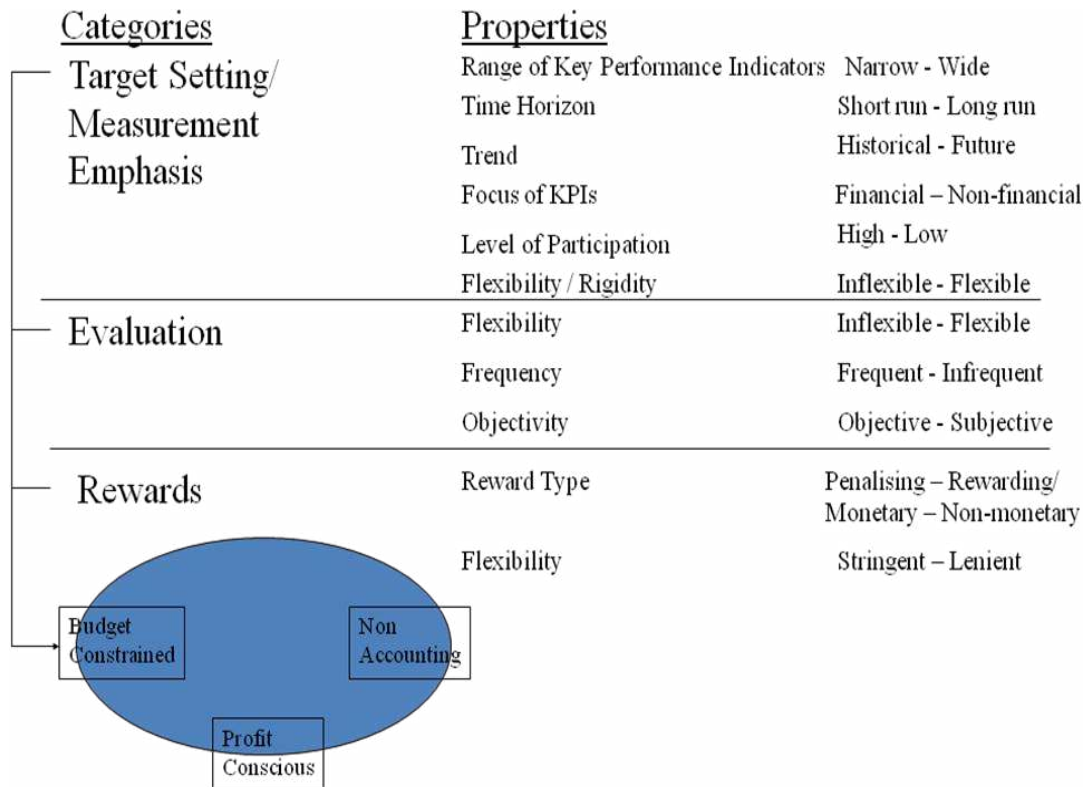 Categories Properties
Target Setting/ Range of Key Performance Indicators Narrow - Wide
Measurement Time Horizon Short run - Long run
Emphasis Trend Historical - Future
Focus of KPIs Financial – Non-financial
Level of Participation High - Low
Flexibility / Rigidity Inflexible - Flexible
Evaluation Flexibility Inflexible - Flexible
Frequency Frequent - Infrequent
Objectivity Objective - Subjective
Rewards Reward Type Penalising – Rewarding/
Monetary – Non-monetary
Flexibility Stringent – Lenient
Budget
Constrained
Non
Accounting
Profit
Conscious